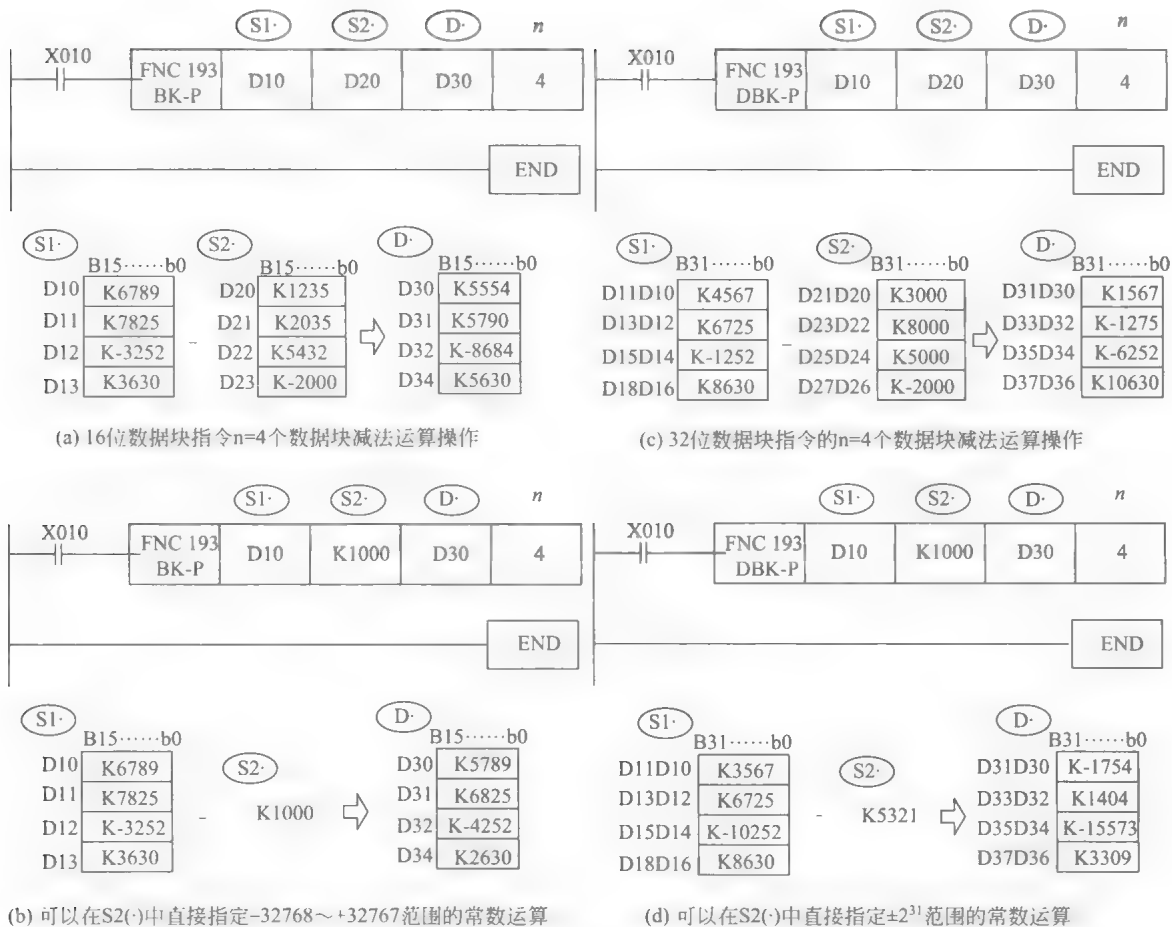 S1· S2· D· n
X010
FNC 193 BK-P D10 D20 D30 4
END
S1· S2· D·
B15……b0 B15……b0 B15……b0
D10 K6789 D20 K1235 D30 K5554
D11 K7825 D21 K2035 D31 K5790
D12 K-3252 - D22 K5432 ⇨ D32 K-8684
D13 K3630 D23 K-2000 D34 K5630
(a) 16位数据块指令n=4个数据块减法运算操作
S1· S2· D· n
X010
FNC 193 DBK-P D10 D20 D30 4
END
S1· S2· D·
B31……b0 B31……b0 B31……b0
D11D10 K4567 D21D20 K3000 D31D30 K1567
D13D12 K6725 D23D22 K8000 D33D32 K-1275
D15D14 K-1252 - D25D24 K5000 ⇨ D35D34 K-6252
D18D16 K8630 D27D26 K-2000 D37D36 K10630
(c) 32位数据块指令的n=4个数据块减法运算操作
S1· S2· D· n
X010
FNC 193 BK-P D10 K1000 D30 4
END
S1· S2· D·
B15……b0 B15……b0
D10 K6789 D30 K5789
D11 K7825 D31 K6825
D12 K-3252 - K1000 ⇨ D32 K-4252
D13 K3630 D34 K2630
(b) 可以在S2(·)中直接指定-32768～+32767范围的常数运算
S1· S2· D· n
X010
FNC 193 DBK-P D10 K1000 D30 4
END
S1· S2· D·
B31……b0 B31……b0
D11D10 K3567 D31D30 K-1754
D13D12 K6725 D33D32 K1404
D15D14 K-10252 - K5321 ⇨ D35D34 K-15573
D18D16 K8630 D37D36 K3309
(d) 可以在S2(·)中直接指定±2³¹范围的常数运算